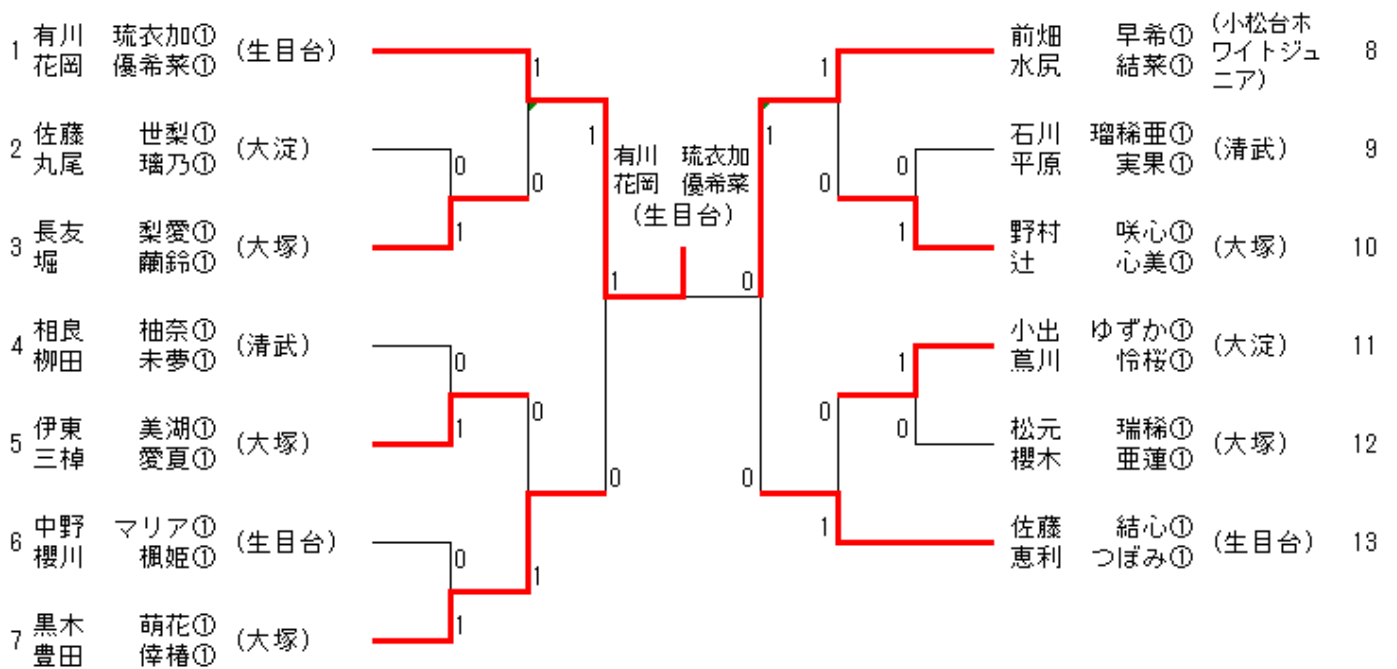 1 有川 琉衣加① (生目台)
花岡 優希菜①
2 佐藤 世梨① (大淀)
丸尾 璃乃①
3 長友 梨愛① (大塚)
堀 蘭鈴①
4 相良 柚奈① (清武)
柳田 未夢①
5 伊東 美湖① (大塚)
三棹 愛夏①
6 中野 マリア① (生目台)
櫻川 楓姫①
7 黒木 萌花① (大塚)
豊田 倖椿①
1
0
0
1
0
1
0
0
1
1
1
0
1
有川 琉衣加
花岡 優希菜
(生目台)
0
1
0
1
0
0
1
1
0
0
1
前畑 早希① (小松台ホ
水尻 結菜① ワイトジュ 8
ニア)
石川 瑠稀亜① (清武) 9
平原 実果①
野村 咲心① (大塚) 10
辻 心美①
小出 ゆずか① (大淀) 11
蔦川 怜桜①
松元 瑞稀① (大塚) 12
櫻木 亜蓮①
佐藤 結心① (生目台) 13
恵利 つぼみ①